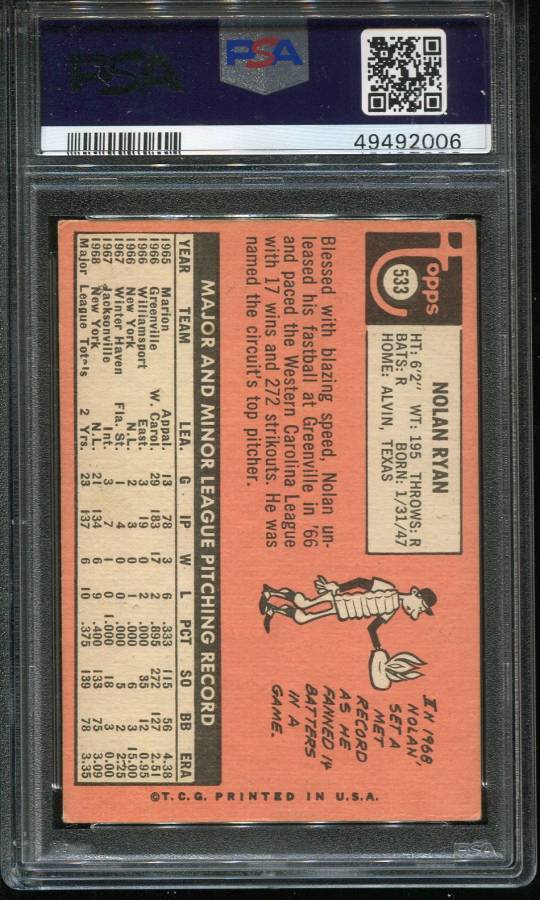 PSA
PSA
49492006
Topps
533
NOLAN RYAN
HT: 6'2" WT: 195 THROWS: R
BATS: R BORN: 1/31/47
HOME: ALVIN, TEXAS
Blessed with blazing speed, Nolan un-
leased his fastball at Greenville in '66
and paced the Western Carolina League
with 17 wins and 272 strikouts. He was
named the circuit's top pitcher.
IN 1968,
NOLAN
SET A
MET
RECORD
AS HE
FANNED 14
BATTERS
IN A
GAME.
MAJOR AND MINOR LEAGUE PITCHING RECORD
YEAR TEAM LEA. G IP W L PCT SO BB ERA
1965 Marion Appal. 13 78 3 6 .333 115 56 4.38
1966 Greenville W. Carol. 29 183 17 2 .895 272 127 2.51
1966 Williamsport East. 3 19 0 2 .000 35 12 0.95
1966 New York N.L. 2 3 0 1 .000 6 3 15.00
1967 Winter Haven Fla. St. 1 4 0 0 .000 5 2 2.25
1967 Jacksonville Int. 3 7 1 0 1.000 18 3 0.00
1968 New York N.L. 21 134 6 9 .400 133 75 3.09
Major League Tot'ls 2 Yrs. 23 137 6 10 .375 139 78 3.35
©T.C.G. PRINTED IN U.S.A.
PSA